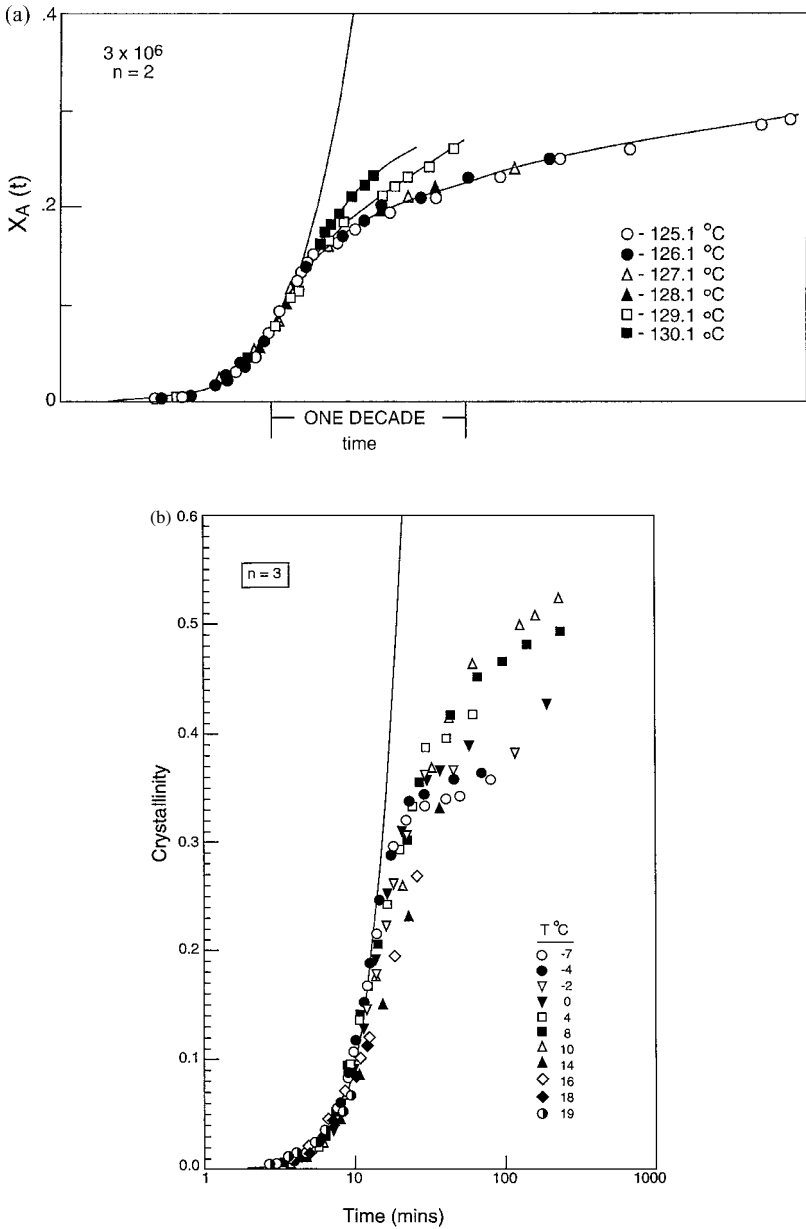 (a)
.4
3 x 10⁶
n = 2
X_A (t)
.2
0
○ - 125.1 °C
● - 126.1 °C
△ - 127.1 °C
▲ - 128.1 °C
□ - 129.1 °C
■ - 130.1 °C
ONE DECADE
time
(b)
0.6
n = 3
0.5
0.4
Crystallinity
0.3
0.2
0.1
0.0
T °C
○ -7
● -4
▽ -2
▼ 0
□ 4
■ 8
△ 10
▲ 14
◇ 16
◆ 18
◑ 19
1 10 100 1000
Time (mins)